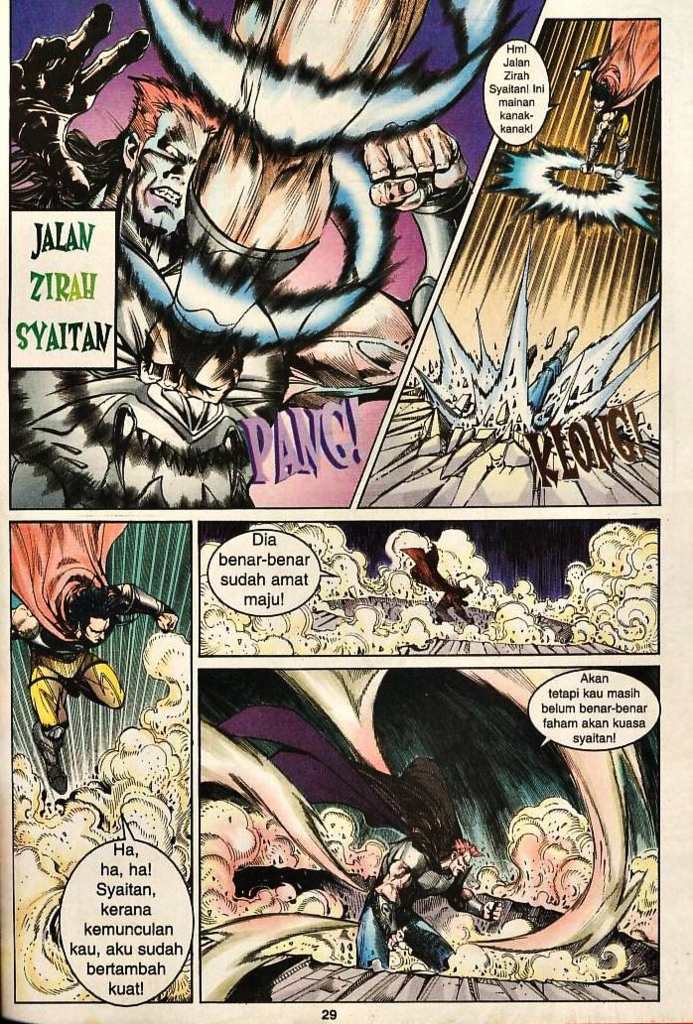 JALAN
ZIRAH
SYAITAN
PANG!
Hm!
Jalan
Zirah
Syaitan! Ini
mainan
kanak-
kanak!
KLONG!
Ha,
ha, ha!
Syaitan,
kerana
kemunculan
kau, aku sudah
bertambah
kuat!
Dia
benar-benar
sudah amat
maju!
Akan
tetapi kau masih
belum benar-benar
faham akan kuasa
syaitan!
29